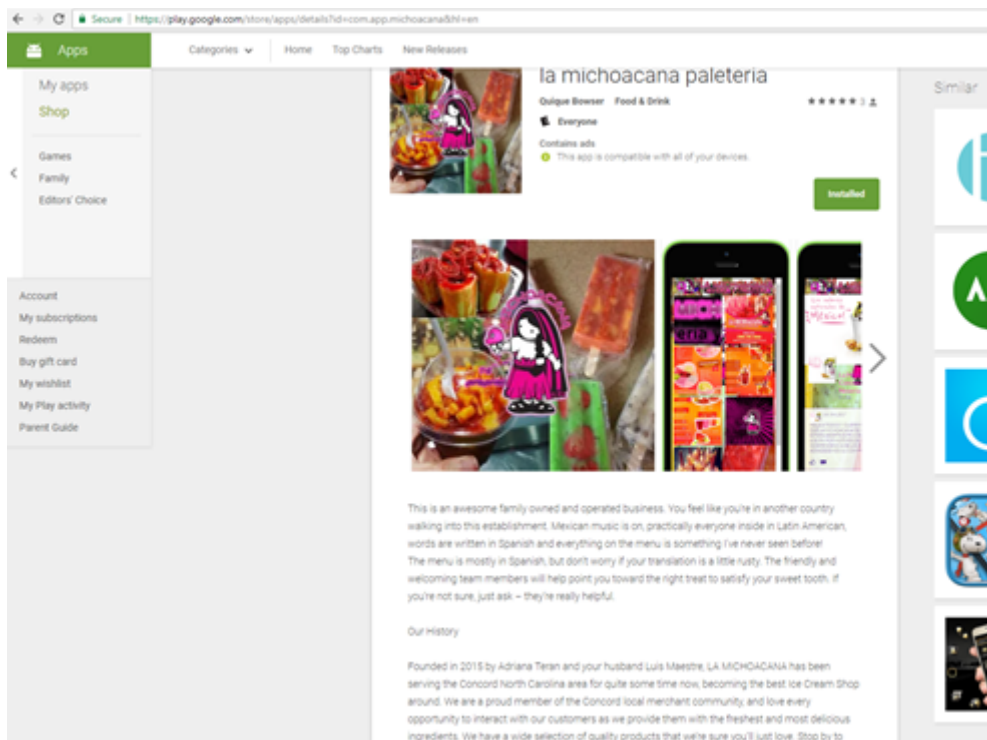 Secure | https://play.google.com/store/apps/details?id=com.app.michoacana&hl=en
Apps
Categories
Home
Top Charts
New Releases
My apps
Shop
Games
Family
Editors' Choice
Account
My subscriptions
Redeem
Buy gift card
My wishlist
My Play activity
Parent Guide
la michoacana paleteria
Quique Bowser Food & Drink
3
Everyone
Contains ads
This app is compatible with all of your devices.
Installed
This is an awesome family owned and operated business. You feel like you're in another country
walking into this establishment. Mexican music is on, practically everyone inside in Latin American,
words are written in Spanish and everything on the menu is something I've never seen before!
The menu is mostly in Spanish, but don't worry if your translation is a little rusty. The friendly and
welcoming team members will help point you toward the right treat to satisfy your sweet tooth. If
you're not sure, just ask – they're really helpful.
Our History
Founded in 2015 by Adriana Teran and your husband Luis Maestre, LA MICHOACANA has been
serving the Concord North Carolina area for quite some time now, becoming the best Ice Cream Shop
around. We are a proud member of the Concord local merchant community, and love every
opportunity to interact with our customers as we provide them with the freshest and most delicious
ingredients. We have a wide selection of quality products that we're sure you'll just love. Stop by to
Similar